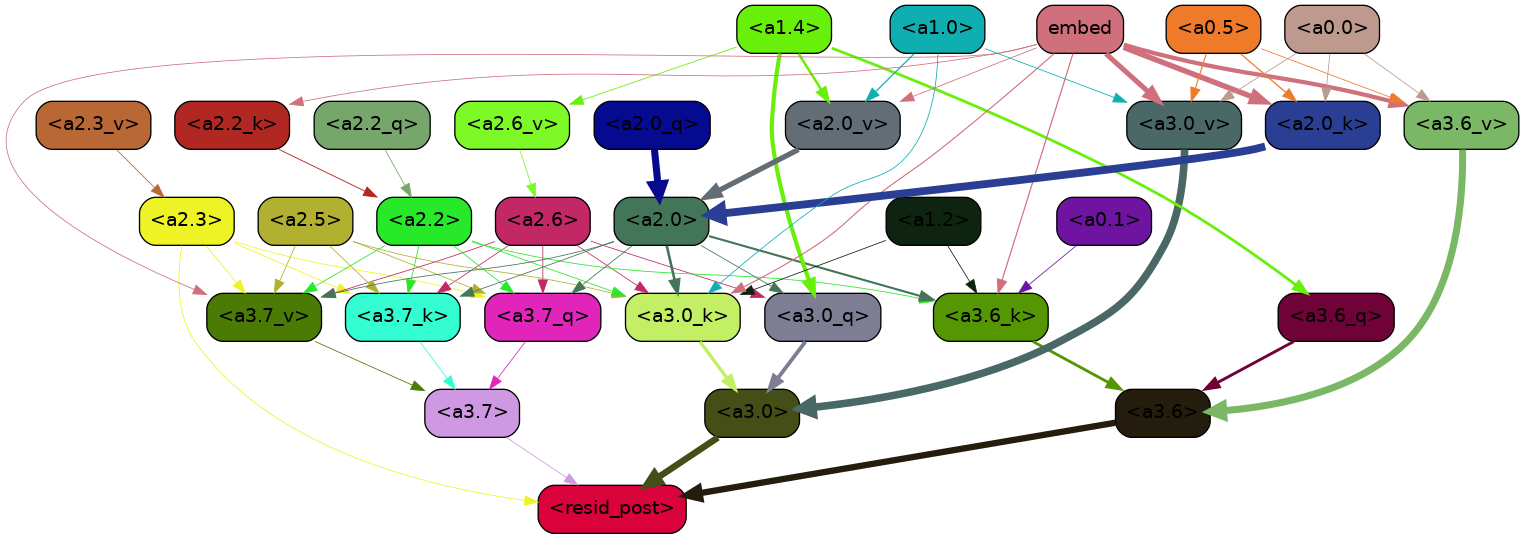 <a1.4> <a1.0> embed <a0.5> <a0.0>
<a2.3_v> <a2.2_k> <a2.2_q> <a2.6_v> <a2.0_q> <a2.0_v> <a3.0_v> <a2.0_k> <a3.6_v>
<a2.3> <a2.5> <a2.2> <a2.6> <a2.0> <a1.2> <a0.1>
<a3.7_v> <a3.7_k> <a3.7_q> <a3.0_k> <a3.0_q> <a3.6_k> <a3.6_q>
<a3.7> <a3.0> <a3.6>
<resid_post>